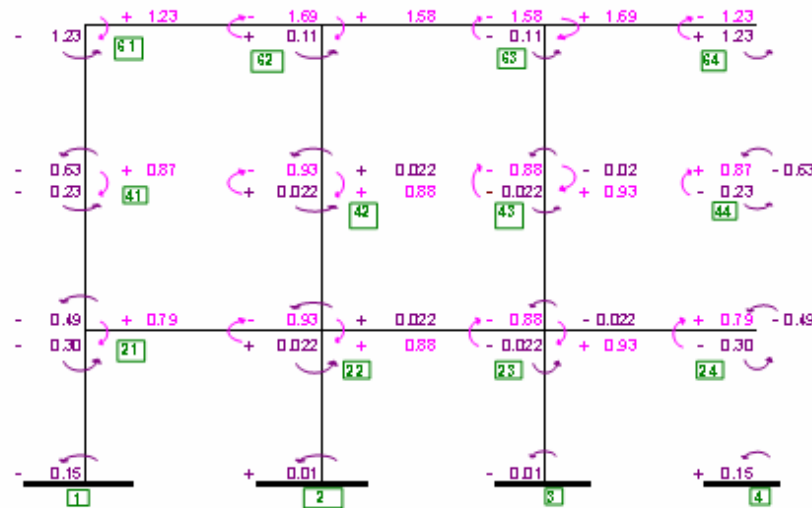 + 1.23 - 1.69 + 1.58 - 1.58 + 1.69 - 1.23
- 1.23 + 0.11 - 0.11 + 1.23
61 62 63 64
- 0.63 + 0.87 - 0.93 + 0.022 - 0.88 - 0.02 + 0.87 - 0.63
- 0.23 + 0.022 + 0.88 - 0.022 + 0.93 - 0.23
41 42 43 44
- 0.49 + 0.79 - 0.93 + 0.022 - 0.88 - 0.022 + 0.79 - 0.49
- 0.30 + 0.022 0.88 - 0.022 + 0.93 - 0.30
21 22 23 24
- 0.15 + 0.01 - 0.01 + 0.15
1 2 3 4